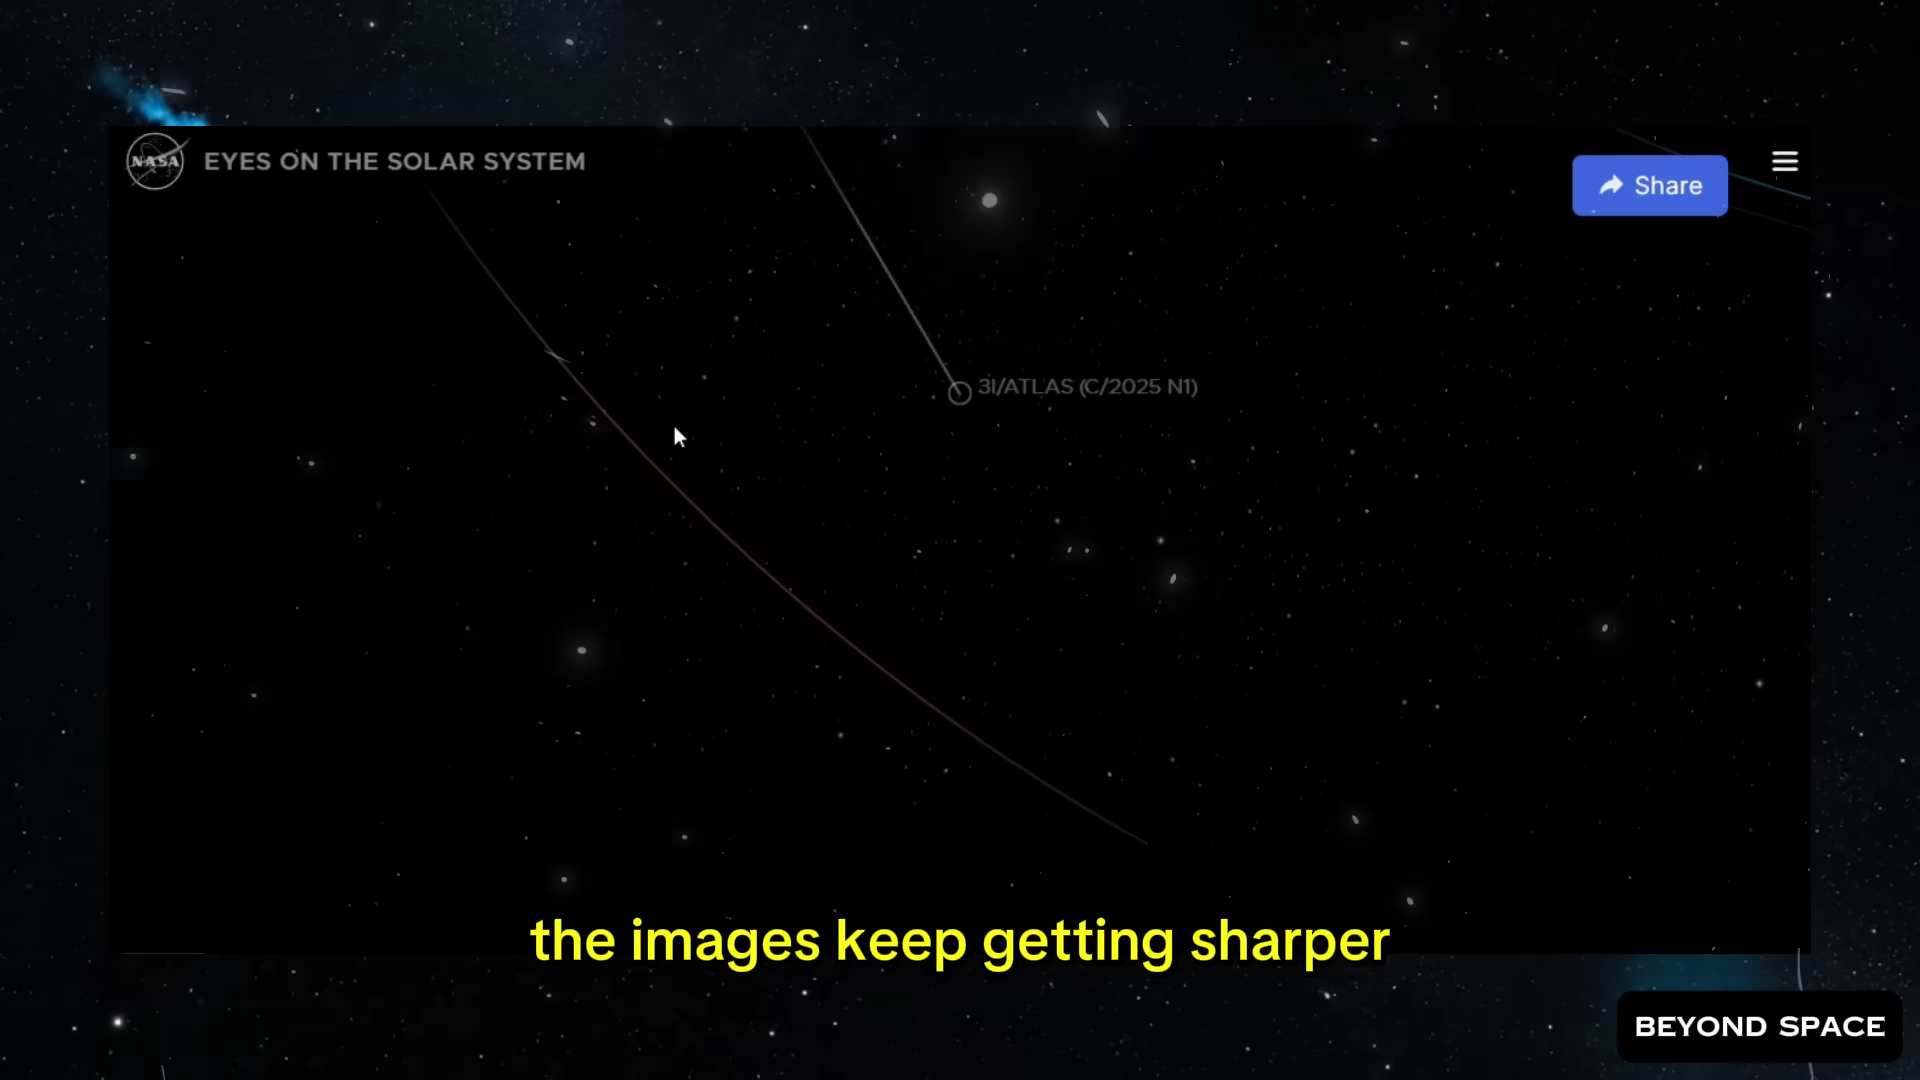 NASA
EYES ON THE SOLAR SYSTEM
Share
3I/ATLAS (C/2025 N1)
the images keep getting sharper
BEYOND SPACE